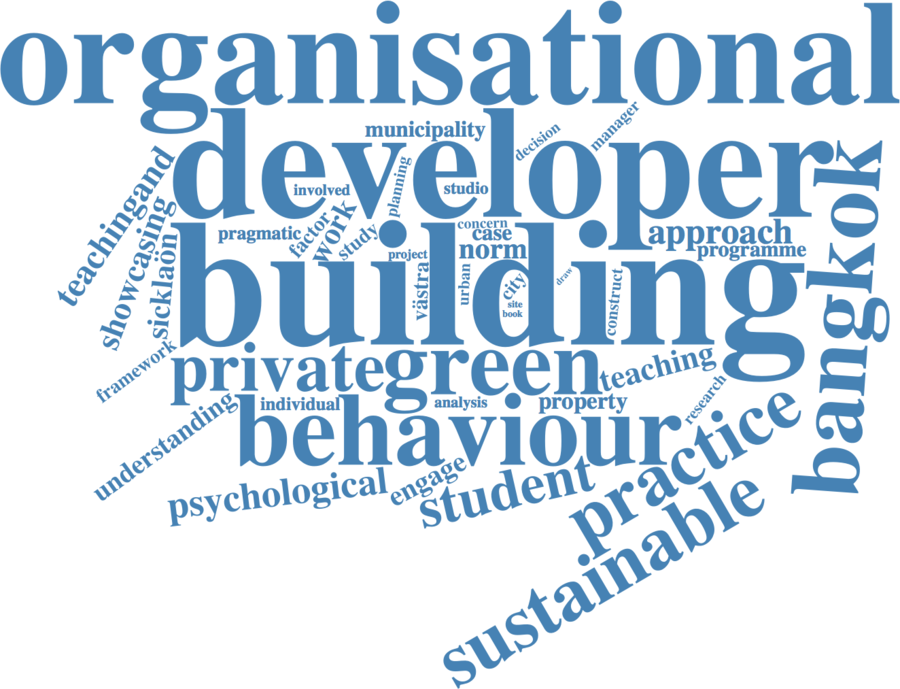 organisational
developer
municipality
decision
manager
planning
involved
studio
teachingand
showcasing
sicklaön
bangkok
building
pragmatic
factor
work
study
concern
case
norm
approach
programme
project
västra
urban
city
site
book
draw
construct
framework
private
green
teaching
research
understanding
individual
analysis
property
behaviour
practice
psychological
engage
student
sustainable